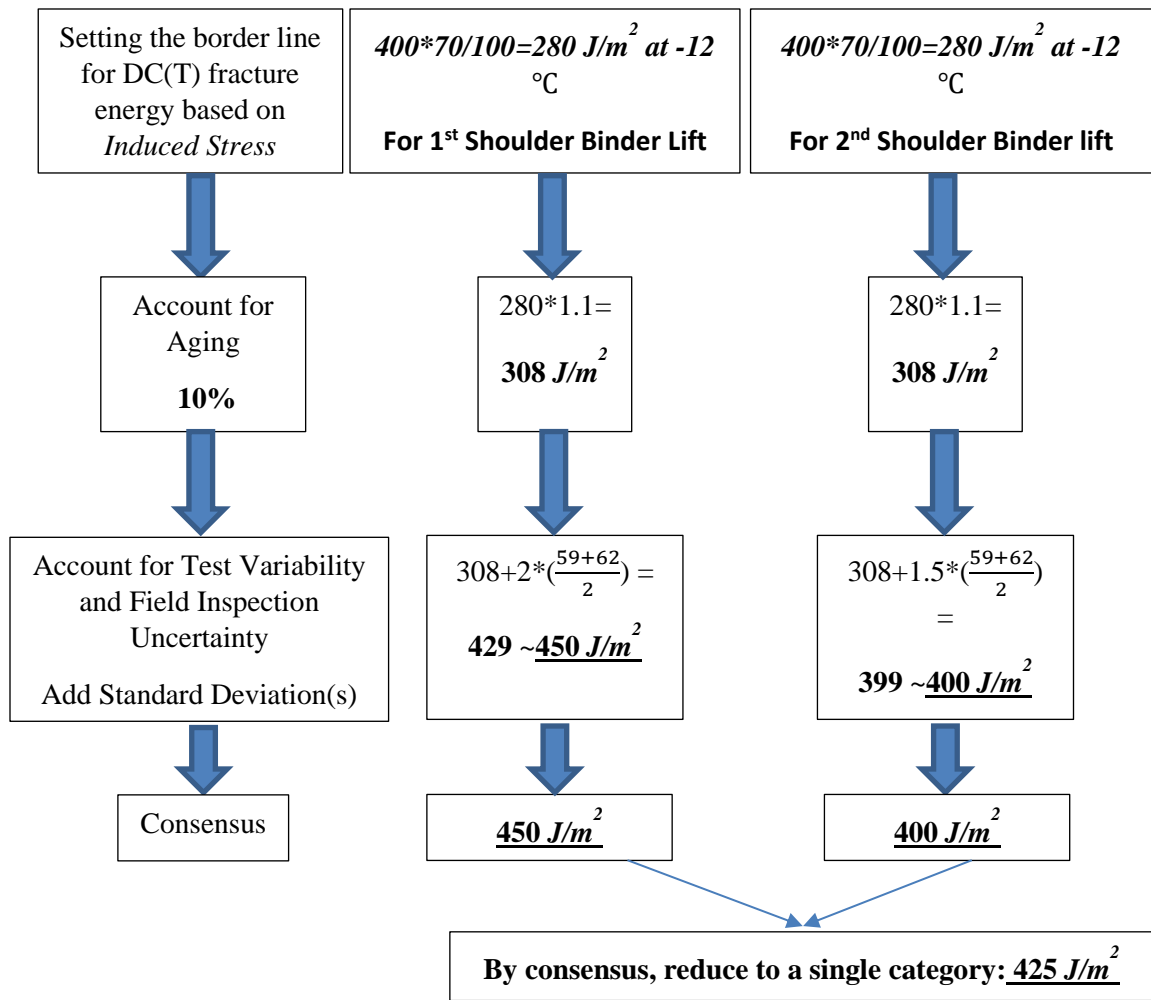 Setting the border line
for DC(T) fracture
energy based on
Induced Stress
400*70/100=280 J/m² at -12
℃
For 1st Shoulder Binder Lift
400*70/100=280 J/m² at -12
℃
For 2nd Shoulder Binder lift
Account for
Aging
10%
280*1.1=
308 J/m²
280*1.1=
308 J/m²
Account for Test Variability
and Field Inspection
Uncertainty
Add Standard Deviation(s)
308+2*(59+62/2) =
429 ~450 J/m²
308+1.5*(59+62/2)
=
399 ~400 J/m²
Consensus
450 J/m²
400 J/m²
By consensus, reduce to a single category: 425 J/m²